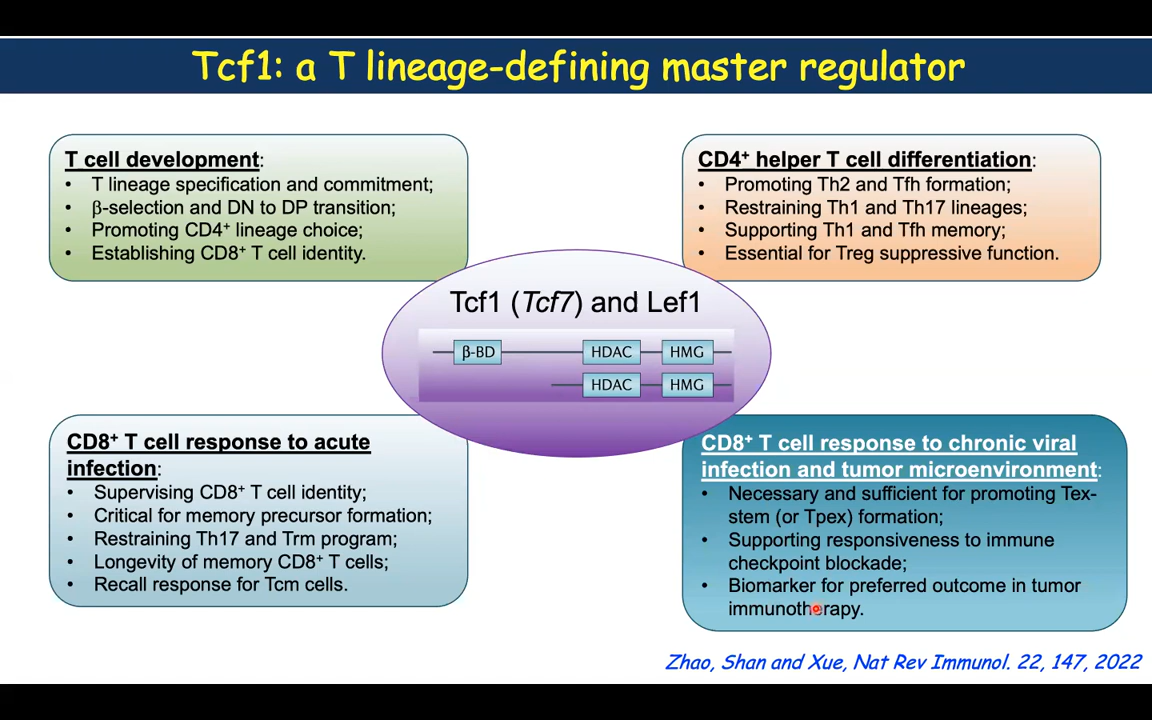 Tcf1: a T lineage-defining master regulator
T cell development:
• T lineage specification and commitment;
• β-selection and DN to DP transition;
• Promoting CD4⁺ lineage choice;
• Establishing CD8⁺ T cell identity.
CD4⁺ helper T cell differentiation:
• Promoting Th2 and Tfh formation;
• Restraining Th1 and Th17 lineages;
• Supporting Th1 and Tfh memory;
• Essential for Treg suppressive function.
Tcf1 (Tcf7) and Lef1
β-BD HDAC HMG
HDAC HMG
CD8⁺ T cell response to acute
infection:
• Supervising CD8⁺ T cell identity;
• Critical for memory precursor formation;
• Restraining Th17 and Trm program;
• Longevity of memory CD8⁺ T cells;
• Recall response for Tcm cells.
CD8⁺ T cell response to chronic viral
infection and tumor microenvironment:
• Necessary and sufficient for promoting Tex-
stem (or Tpex) formation;
• Supporting responsiveness to immune
checkpoint blockade;
• Biomarker for preferred outcome in tumor
immunotherapy.
Zhao, Shan and Xue, Nat Rev Immunol. 22, 147, 2022